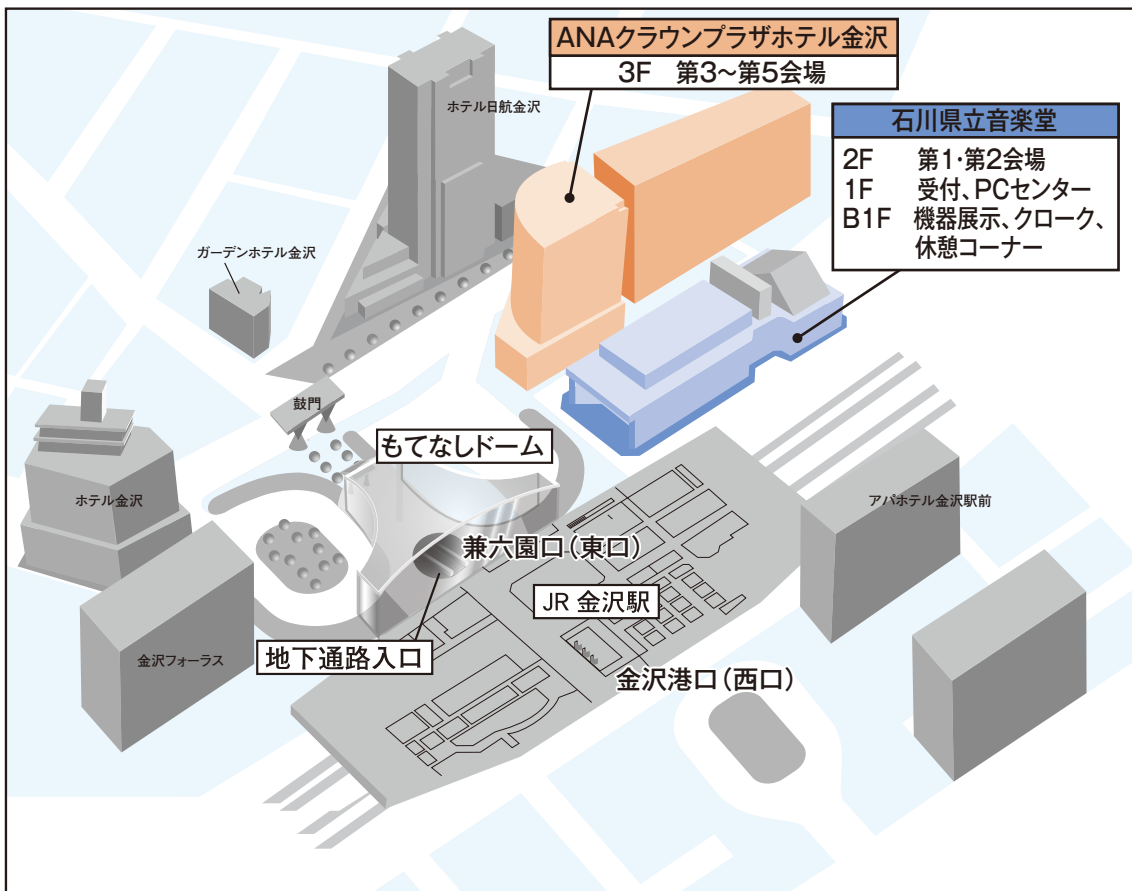 ANAクラウンプラザホテル金沢
3F 第3～第5会場
ホテル日航金沢
石川県立音楽堂
2F 第1・第2会場
1F 受付、PCセンター
B1F 機器展示、クローク、
休憩コーナー
ガーデンホテル金沢
鼓門
もてなしドーム
ホテル金沢
アパホテル金沢駅前
兼六園口（東口）
JR 金沢駅
地下通路入口
金沢フォーラス
金沢港口（西口）